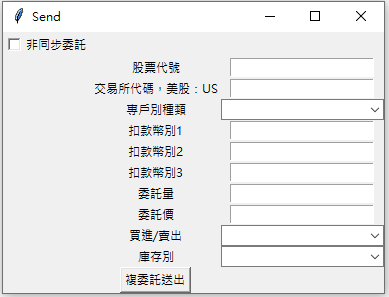 Send
非同步委託
股票代號
交易所代碼，美股：US
專戶別種類
扣款幣別1
扣款幣別2
扣款幣別3
委託量
委託價
買進/賣出
庫存別
複委託送出